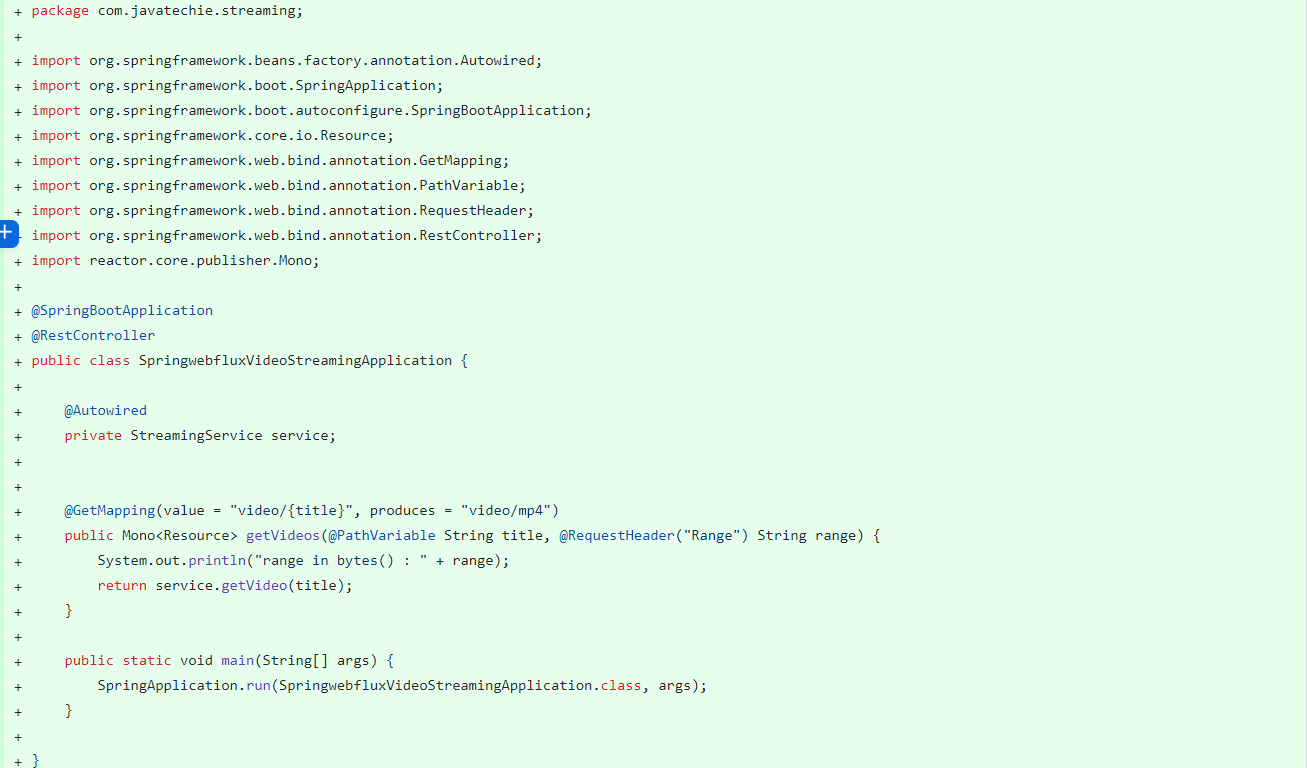 + package com.javatechie.streaming;
+
+ import org.springframework.beans.factory.annotation.Autowired;
+ import org.springframework.boot.SpringApplication;
+ import org.springframework.boot.autoconfigure.SpringBootApplication;
+ import org.springframework.core.io.Resource;
+ import org.springframework.web.bind.annotation.GetMapping;
+ import org.springframework.web.bind.annotation.PathVariable;
+ import org.springframework.web.bind.annotation.RequestHeader;
+ import org.springframework.web.bind.annotation.RestController;
+ import reactor.core.publisher.Mono;
+
+ @SpringBootApplication
+ @RestController
+ public class SpringwebfluxVideoStreamingApplication {
+
+     @Autowired
+     private StreamingService service;
+
+
+     @GetMapping(value = "video/{title}", produces = "video/mp4")
+     public Mono<Resource> getVideos(@PathVariable String title, @RequestHeader("Range") String range) {
+         System.out.println("range in bytes() : " + range);
+         return service.getVideo(title);
+     }
+
+     public static void main(String[] args) {
+         SpringApplication.run(SpringwebfluxVideoStreamingApplication.class, args);
+     }
+
+ }